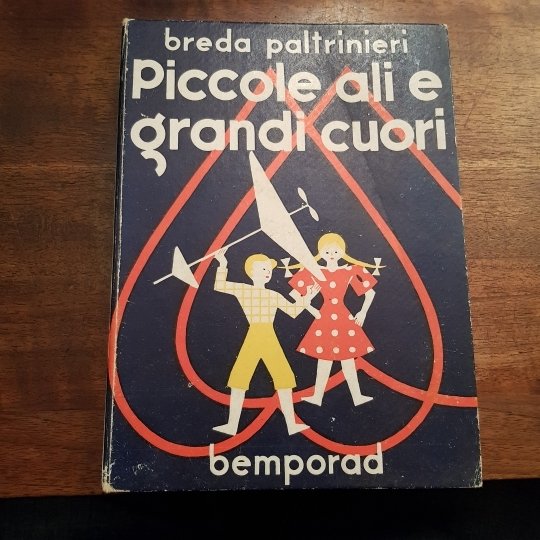 breda paltrinieri
Piccole ali e
grandi cuori
bemporad